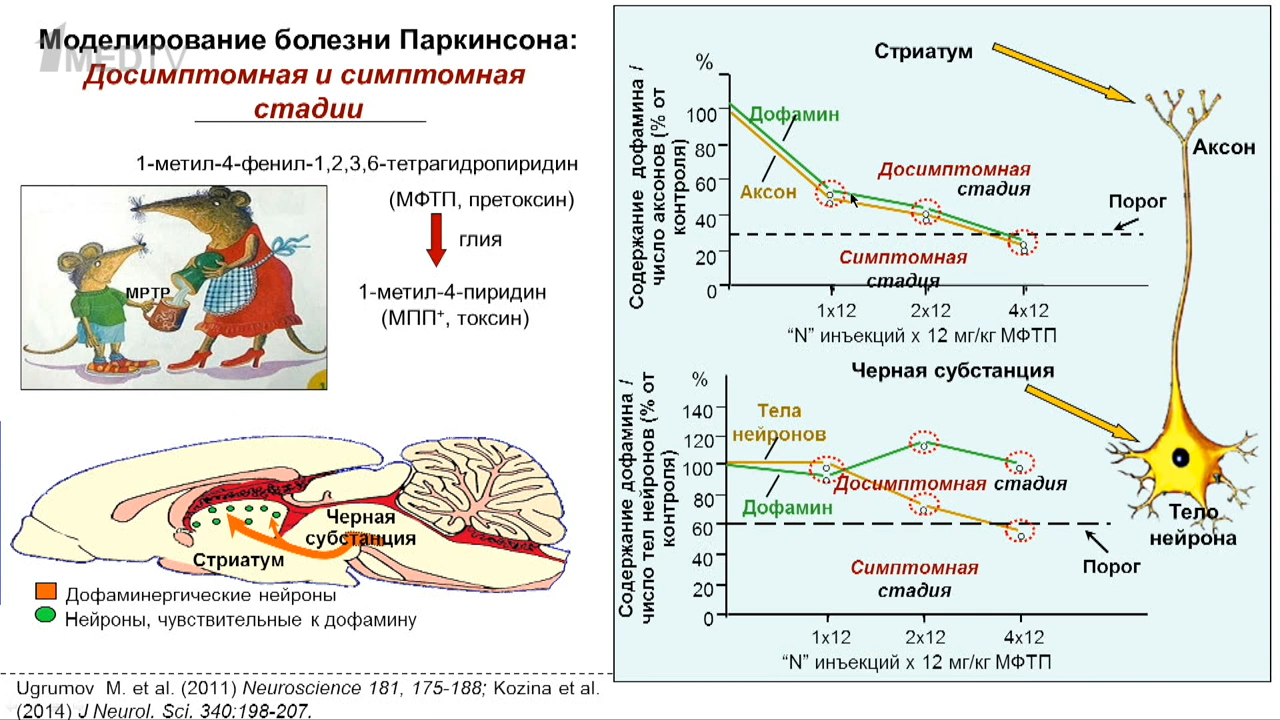 1MEDTV
Моделирование болезни Паркинсона:
Досимптомная и симптомная
стадии
1-метил-4-фенил-1,2,3,6-тетрагидропиридин
(МФТП, претоксин)
глия
1-метил-4-пиридин
(МПП⁺, токсин)
MPTP
1
Черная
субстанция
Стриатум
Дофаминергические нейроны
Нейроны, чувствительные к дофамину
Ugrumov M. et al. (2011) Neuroscience 181, 175-188; Kozina et al.
(2014) J Neurol. Sci. 340:198-207.
Содержание дофамина /
число аксонов (% от
контроля)
%
100
80
60
40
20
0
Дофамин
Аксон
Досимптомная
стадия
Порог
Симптомная
стадия
1x12
2x12
4x12
“N” инъекций x 12 мг/кг МФТП
Стриатум
Аксон
Черная субстанция
Содержание дофамина /
число тел нейронов (% от
контроля)
%
140
120
100
80
60
40
20
0
Тела
нейронов
Дофамин
Досимптомная стадия
Симптомная
стадия
Порог
1x12
2x12
4x12
“N” инъекций x 12 мг/кг МФТП
Тело
нейрона